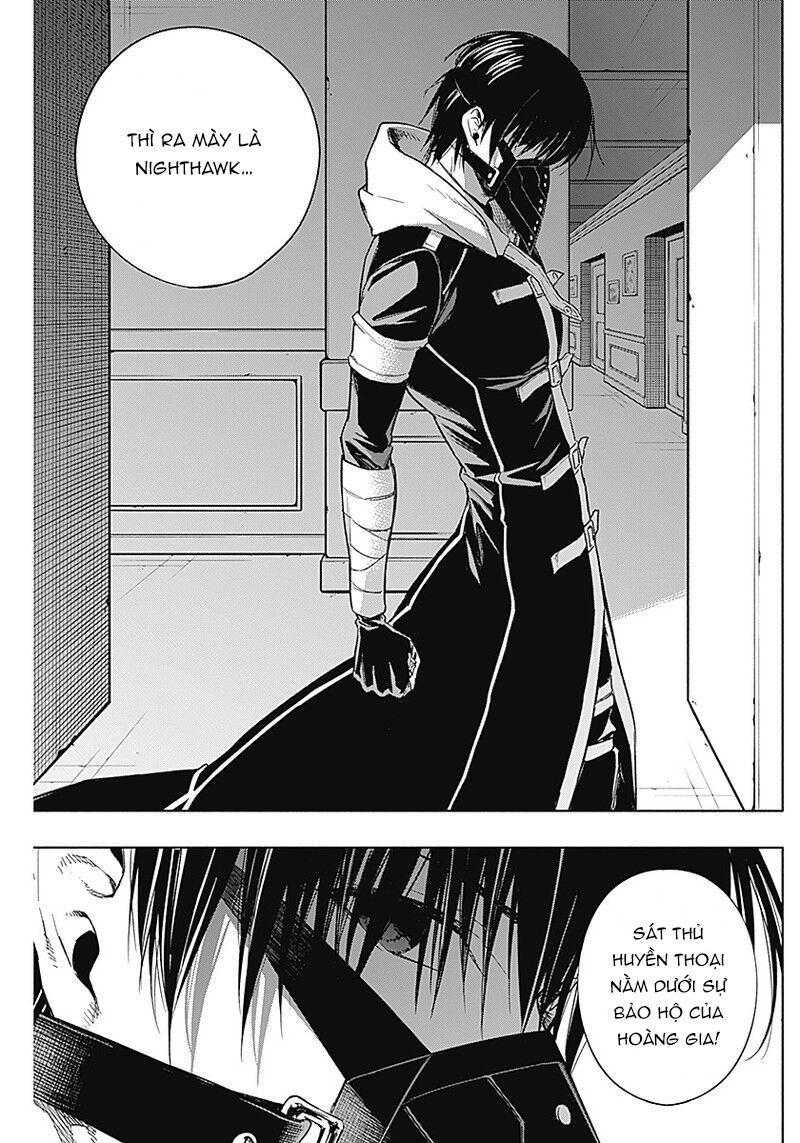 THÌ RA MÀY LÀ
NIGHTHAWK...
SÁT THỦ
HUYỀN THOẠI
NẰM DƯỚI SỰ
BẢO HỘ CỦA
HOÀNG GIA!